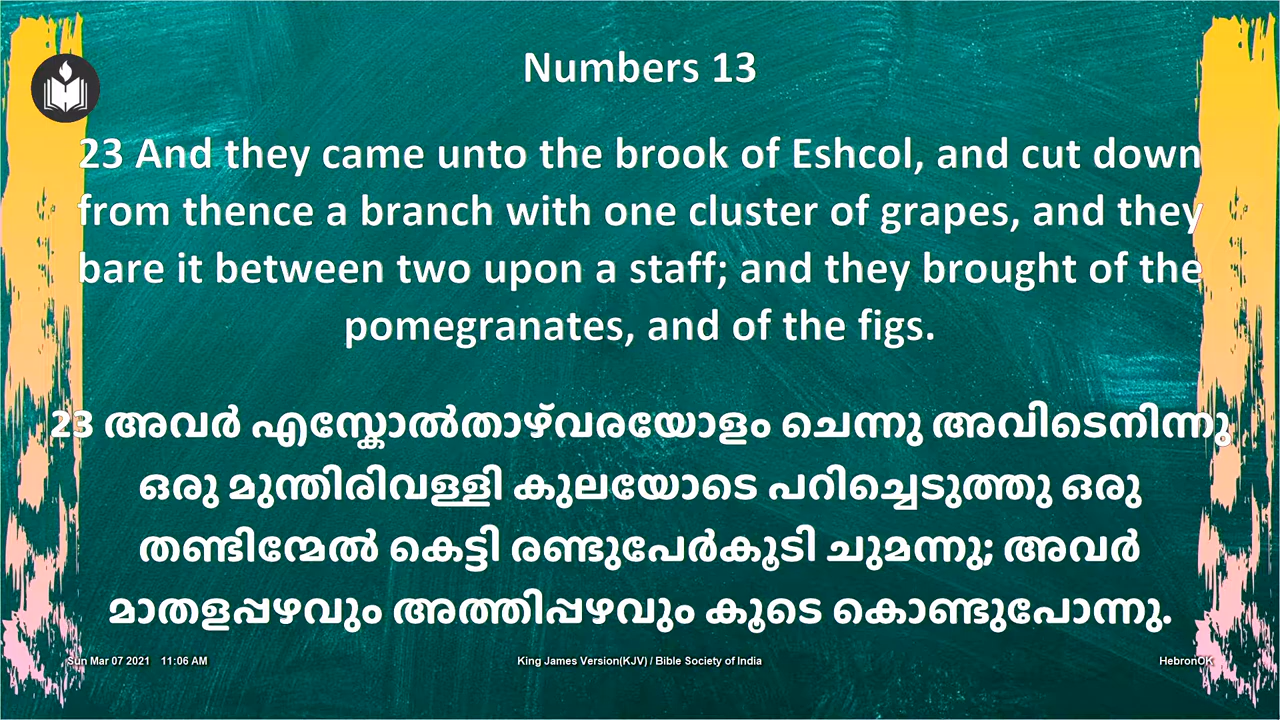 Numbers 13
23 And they came unto the brook of Eshcol, and cut down
from thence a branch with one cluster of grapes, and they
bare it between two upon a staff; and they brought of the
pomegranates, and of the figs.
23 അവർ എസ്കോൽതാഴ്‌വരയോളം ചെന്നു അവിടെനിന്നു
ഒരു മുന്തിരിവള്ളി കുലയോടെ പറിച്ചെടുത്തു ഒരു
തണ്ടിന്മേൽ കെട്ടി രണ്ടുപേർകൂടി ചുമന്നു; അവർ
മാതളപ്പഴവും അത്തിപ്പഴവും കൂടെ കൊണ്ടുപോന്നു.
Sun Mar 07 2021 11:06 AM King James Version(KJV) / Bible Society of India HebronOK